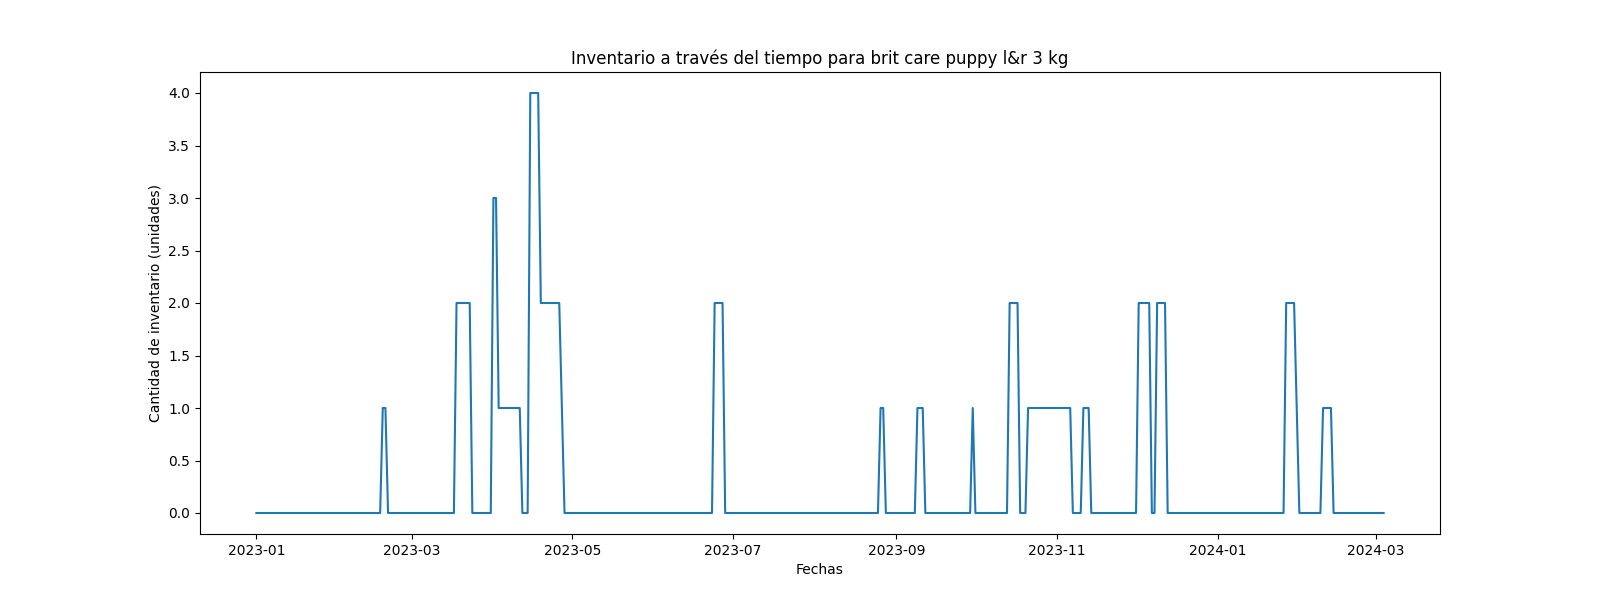 Inventario a través del tiempo para brit care puppy l&r 3 kg
Cantidad de inventario (unidades)
4.0
3.5
3.0
2.5
2.0
1.5
1.0
0.5
0.0
2023-01 2023-03 2023-05 2023-07 2023-09 2023-11 2024-01 2024-03
Fechas